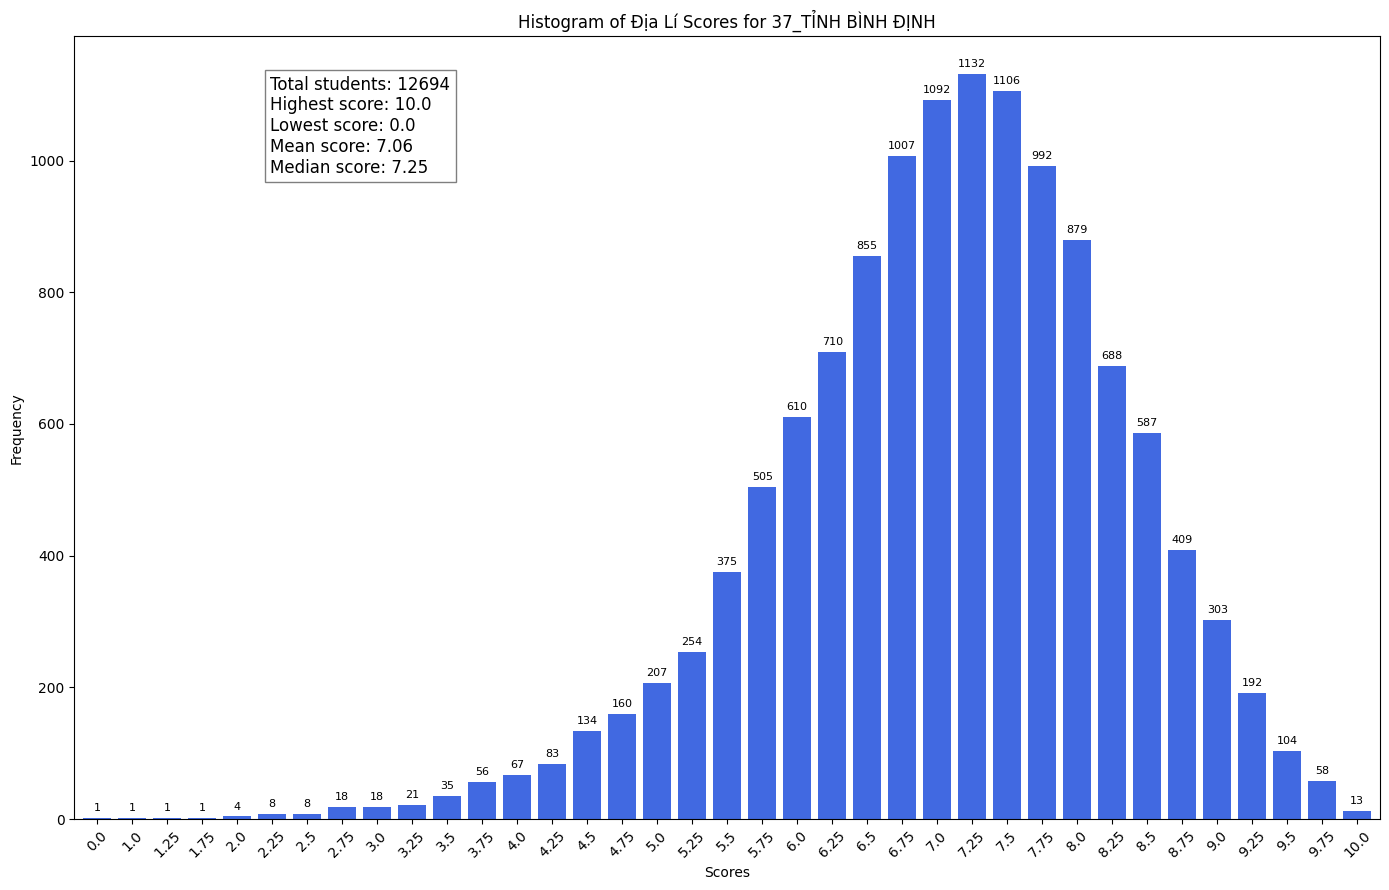 Histogram of Địa Lí Scores for 37_TỈNH BÌNH ĐỊNH
Total students: 12694
Highest score: 10.0
Lowest score: 0.0
Mean score: 7.06
Median score: 7.25
Frequency
1000
800
600
400
200
0
1 1 1 1 4 8 8 18 18 21 35 56 67 83 134 160 207 254 375 505 610 710 855 1007 1092 1132 1106 992 879 688 587 409 303 192 104 58 13
0.0 1.0 1.25 1.75 2.0 2.25 2.5 2.75 3.0 3.25 3.5 3.75 4.0 4.25 4.5 4.75 5.0 5.25 5.5 5.75 6.0 6.25 6.5 6.75 7.0 7.25 7.5 7.75 8.0 8.25 8.5 8.75 9.0 9.25 9.5 9.75 10.0
Scores